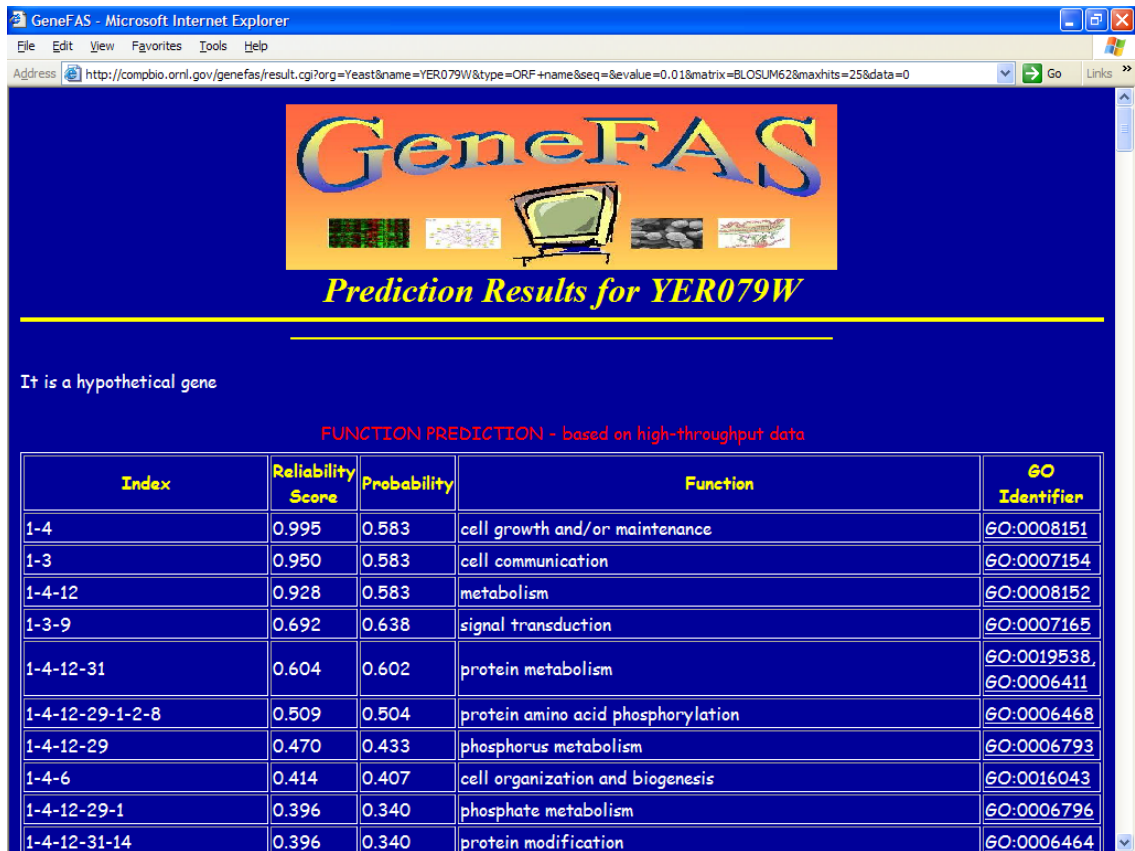 GeneFAS - Microsoft Internet Explorer
File Edit View Favorites Tools Help
Address http://compbio.ornl.gov/genefas/result.cgi?org=Yeast&name=YER079W&type=ORF+name&seq=&evalue=0.01&matrix=BLOSUM62&maxhits=25&data=0 Go Links »
GeneFAS
Prediction Results for YER079W
It is a hypothetical gene
FUNCTION PREDICTION - based on high-throughput data
Index Reliability Score Probability Function GO Identifier
1-4 0.995 0.583 cell growth and/or maintenance GO:0008151
1-3 0.950 0.583 cell communication GO:0007154
1-4-12 0.928 0.583 metabolism GO:0008152
1-3-9 0.692 0.638 signal transduction GO:0007165
1-4-12-31 0.604 0.602 protein metabolism GO:0019538, GO:0006411
1-4-12-29-1-2-8 0.509 0.504 protein amino acid phosphorylation GO:0006468
1-4-12-29 0.470 0.433 phosphorus metabolism GO:0006793
1-4-6 0.414 0.407 cell organization and biogenesis GO:0016043
1-4-12-29-1 0.396 0.340 phosphate metabolism GO:0006796
1-4-12-31-14 0.396 0.340 protein modification GO:0006464